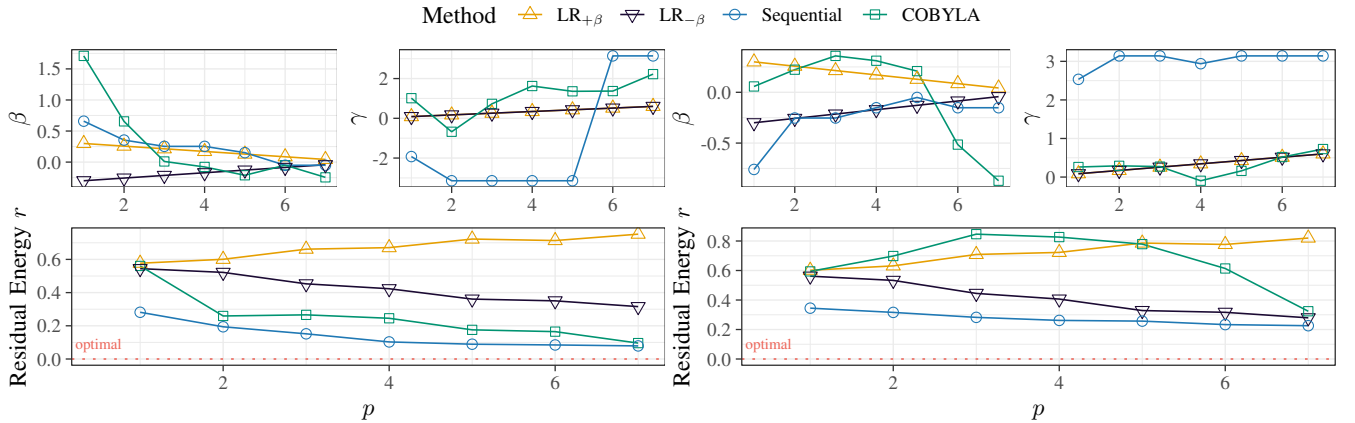 Method LR+β LR−β Sequential COBYLA
β
1.5
1.0
0.5
0.0
2 4 6
γ
2
0
-2
2 4 6
β
0.0
-0.5
2 4 6
γ
3
2
1
0
2 4 6
Residual Energy r
0.6
0.4
0.2
0.0
optimal
2 4 6
p
Residual Energy r
0.8
0.6
0.4
0.2
0.0
optimal
2 4 6
p